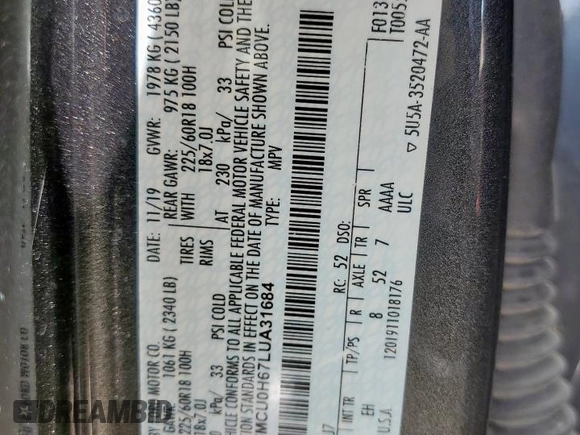 MOTOR CO.
DATE: 11/19 GVWR: 1978 KG ( 4360
1061 KG ( 2340 LB) REAR GAWR: 975 KG ( 2150 LB)
225/60R18 100H TIRES WITH 225/60R18 100H
18x7.0J RIMS 18x7.0J
kPa/ 33 PSI COLD AT 230 kPa/ 33 PSI COLD
VEHICLE CONFORMS TO ALL APPLICABLE FEDERAL MOTOR VEHICLE SAFETY AND
TION STANDARDS IN EFFECT ON THE DATE OF MANUFACTURE SHOWN ABOVE.
MCU0H67LUA31684 TYPE: MPV
F013
T005
RC: 52 DSO:
INT TR TP/PS R AXLE TR SPR
EH 8 52 7 AAAA
U.S.A. ULC
1201911018176 5U5A-3520472-AA
DREAMBID